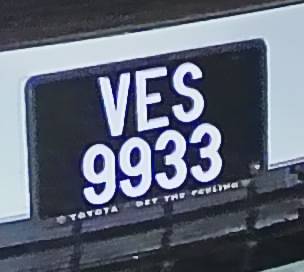 VES
9933
TOYOTA GET THE FEELING